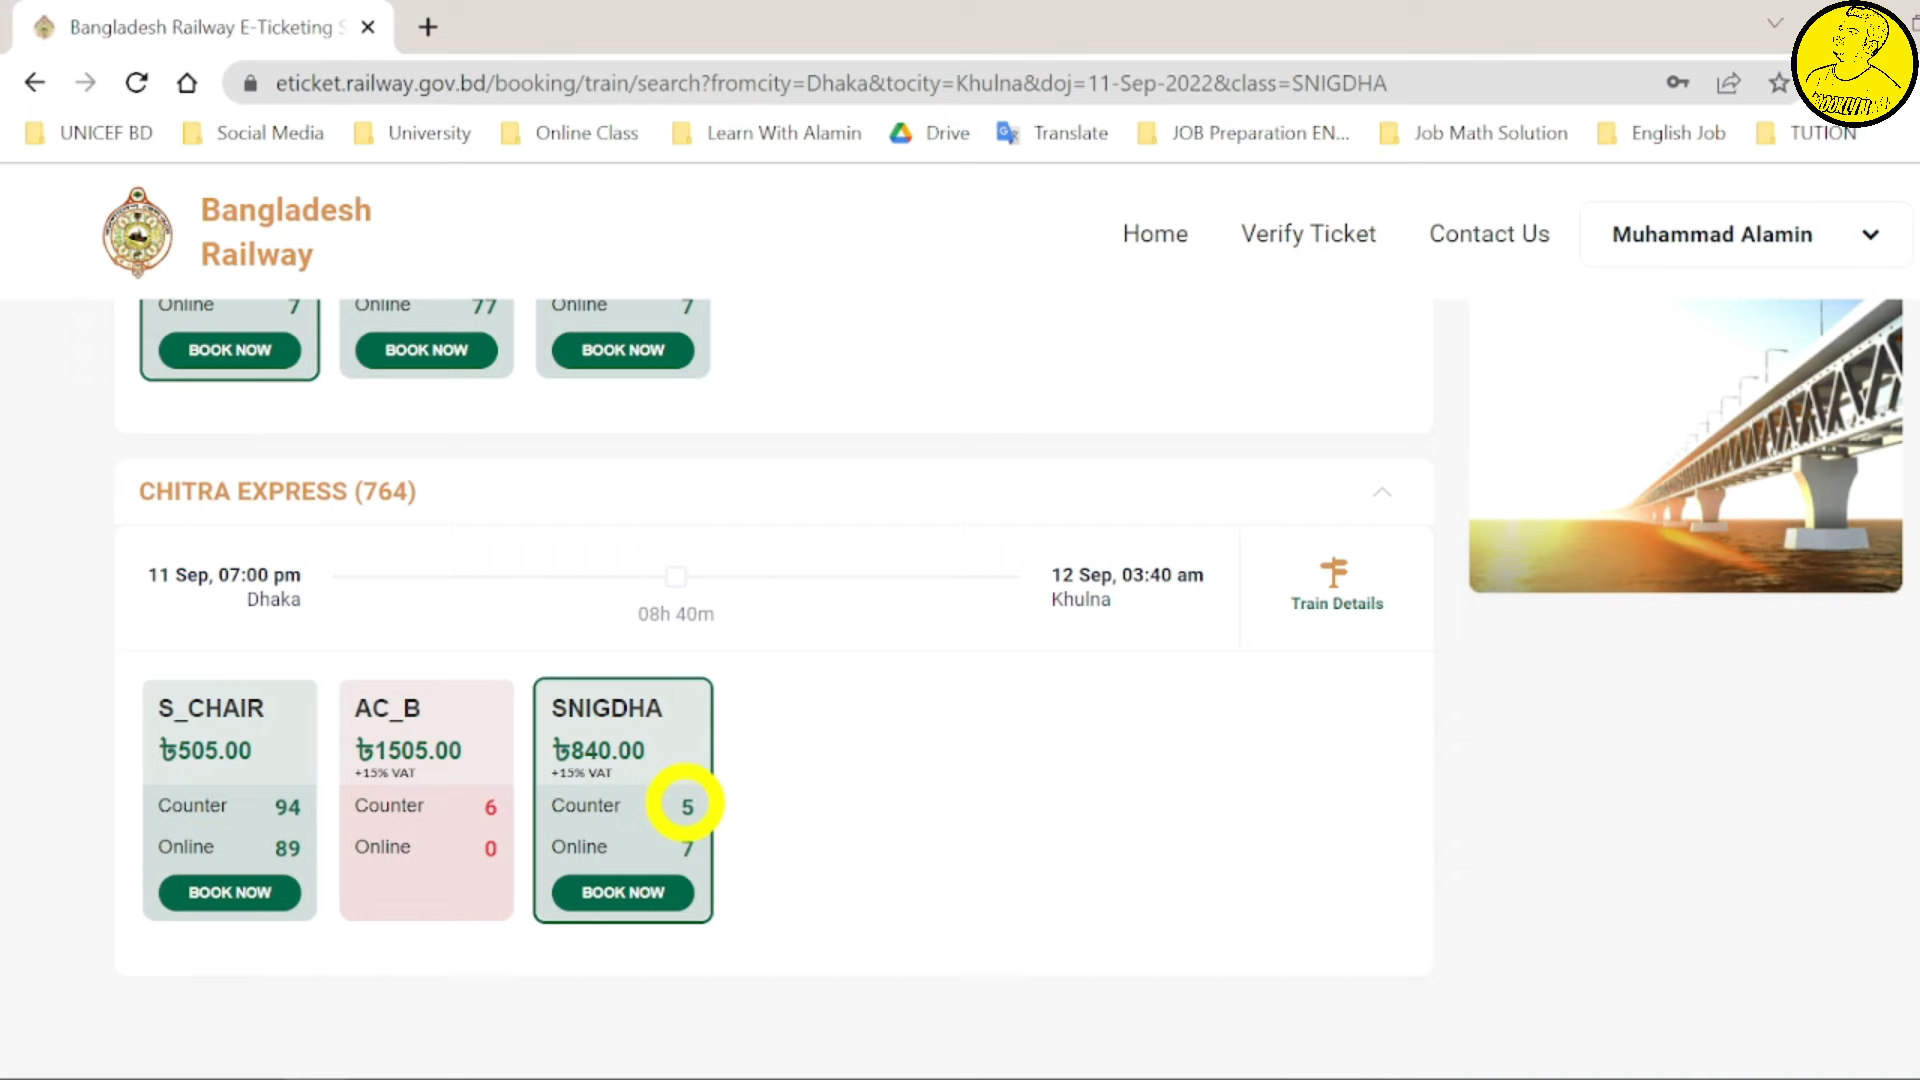 Bangladesh Railway E-Ticketing S
eticket.railway.gov.bd/booking/train/search?fromcity=Dhaka&tocity=Khulna&doj=11-Sep-2022&class=SNIGDHA
UNICEF BD Social Media University Online Class Learn With Alamin Drive Translate JOB Preparation EN... Job Math Solution English Job TUTION
Bangladesh
Railway
Home Verify Ticket Contact Us Muhammad Alamin
Online 7 Online 77 Online 7
BOOK NOW BOOK NOW BOOK NOW
CHITRA EXPRESS (764)
11 Sep, 07:00 pm 12 Sep, 03:40 am
Dhaka Khulna
08h 40m
Train Details
S_CHAIR AC_B SNIGDHA
৳505.00 ৳1505.00 ৳840.00
+15% VAT +15% VAT
Counter 94 Counter 6 Counter 5
Online 89 Online 0 Online 7
BOOK NOW BOOK NOW